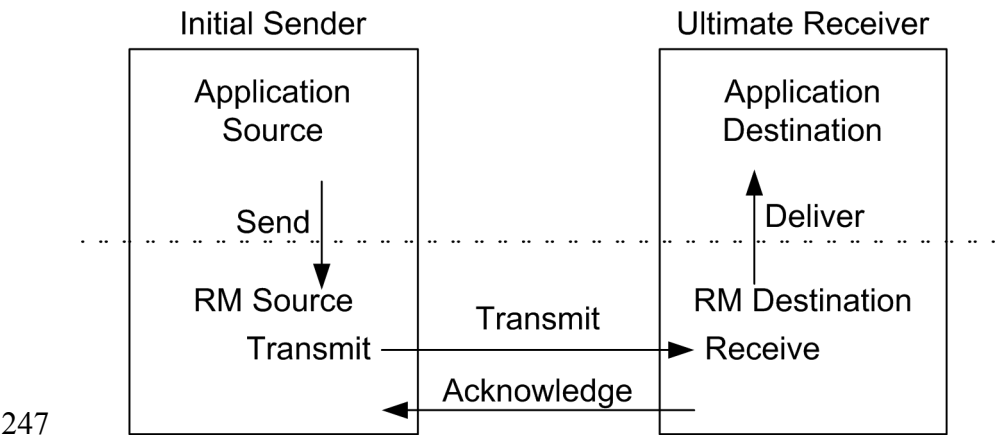 Initial Sender
Ultimate Receiver
Application
Source
Application
Destination
Send
Deliver
RM Source
RM Destination
Transmit
Transmit
Receive
Acknowledge
247